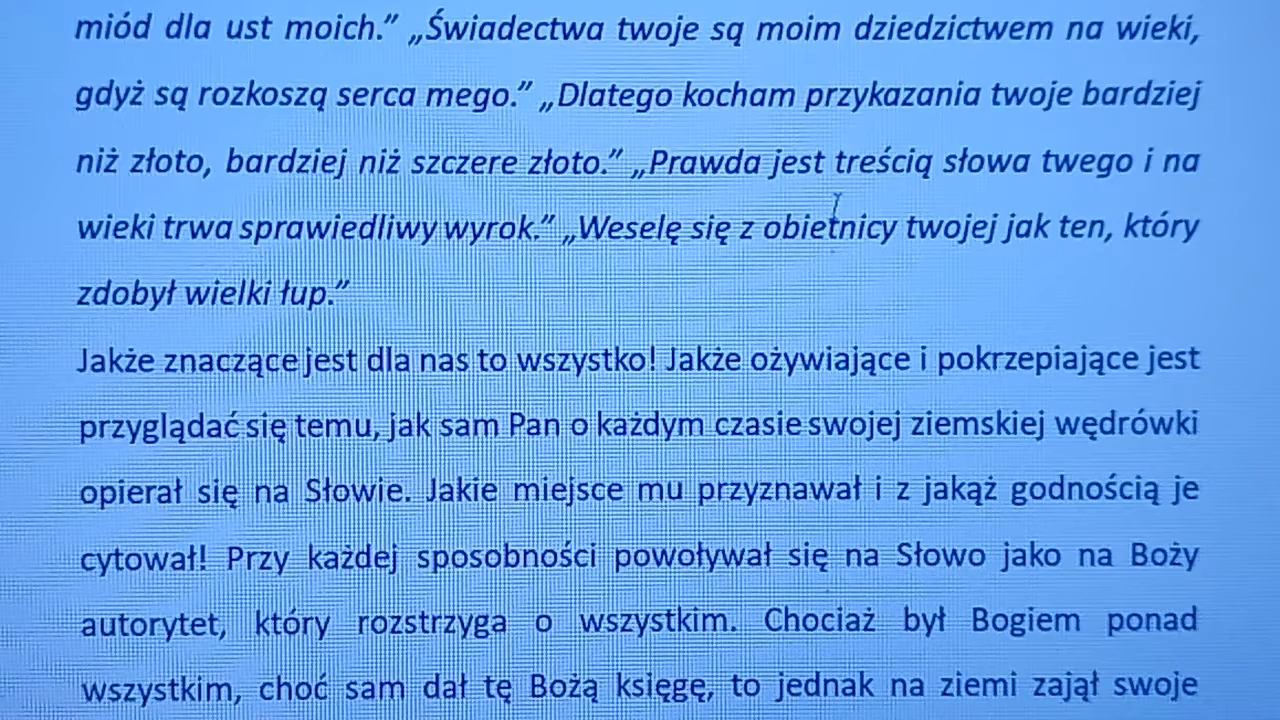 miód dla ust moich.” „Świadectwa twoje są moim dziedzictwem na wieki,
gdyż są rozkoszą serca mego.” „Dlatego kocham przykazania twoje bardziej
niż złoto, bardziej niż szczere złoto.” „Prawda jest treścią słowa twego i na
wieki trwa sprawiedliwy wyrok.” „Weselę się z obietnicy twojej jak ten, który
zdobył wielki łup.”
Jakże znaczące jest dla nas to wszystko! Jakże ożywiające i pokrzepiające jest
przyglądać się temu, jak sam Pan o każdym czasie swojej ziemskiej wędrówki
opierał się na Słowie. Jakie miejsce mu przyznawał i z jakąż godnością je
cytował! Przy każdej sposobności powoływał się na Słowo jako na Boży
autorytet, który rozstrzyga o wszystkim. Chociaż był Bogiem ponad
wszystkim, choć sam dał tę Bożą księgę, to jednak na ziemi zajął swoje